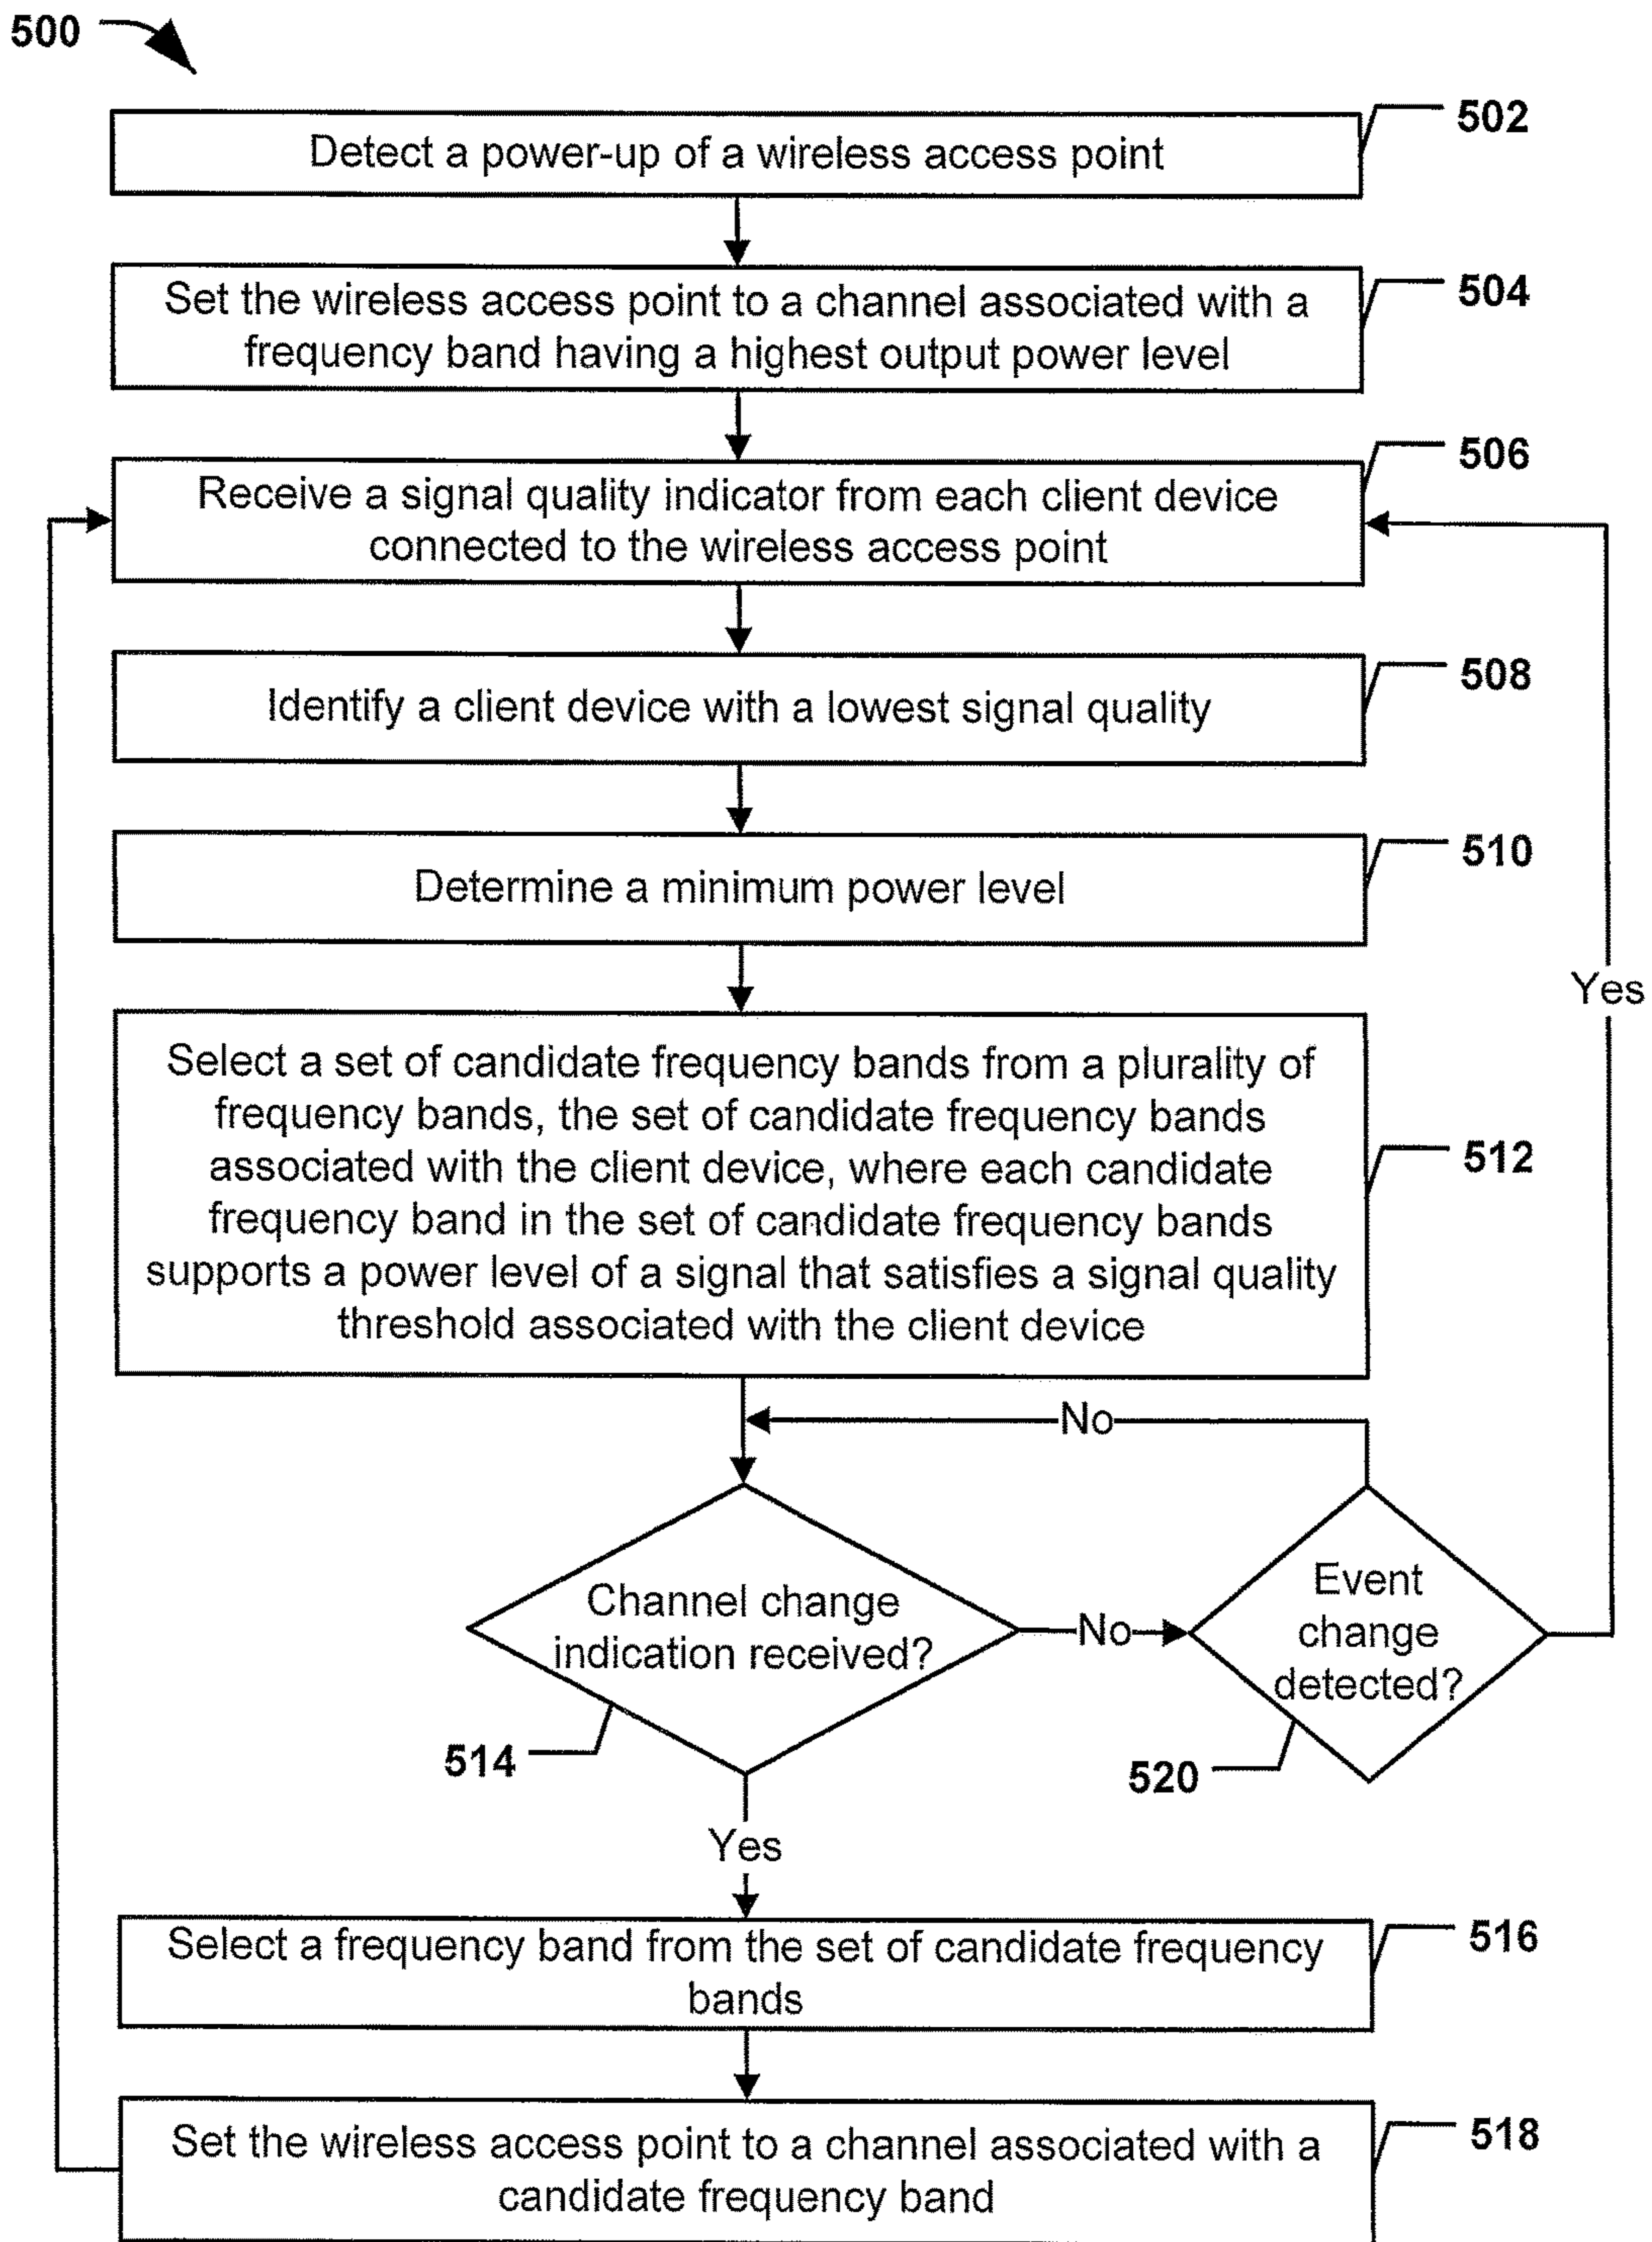 500
502
Detect a power-up of a wireless access point
504
Set the wireless access point to a channel associated with a
frequency band having a highest output power level
506
Receive a signal quality indicator from each client device
connected to the wireless access point
508
Identify a client device with a lowest signal quality
510
Determine a minimum power level
Yes
512
Select a set of candidate frequency bands from a plurality of
frequency bands, the set of candidate frequency bands
associated with the client device, where each candidate
frequency band in the set of candidate frequency bands
supports a power level of a signal that satisfies a signal quality
threshold associated with the client device
No
Channel change
indication received?
No
Event
change
detected?
514
520
Yes
516
Select a frequency band from the set of candidate frequency
bands
518
Set the wireless access point to a channel associated with a
candidate frequency band